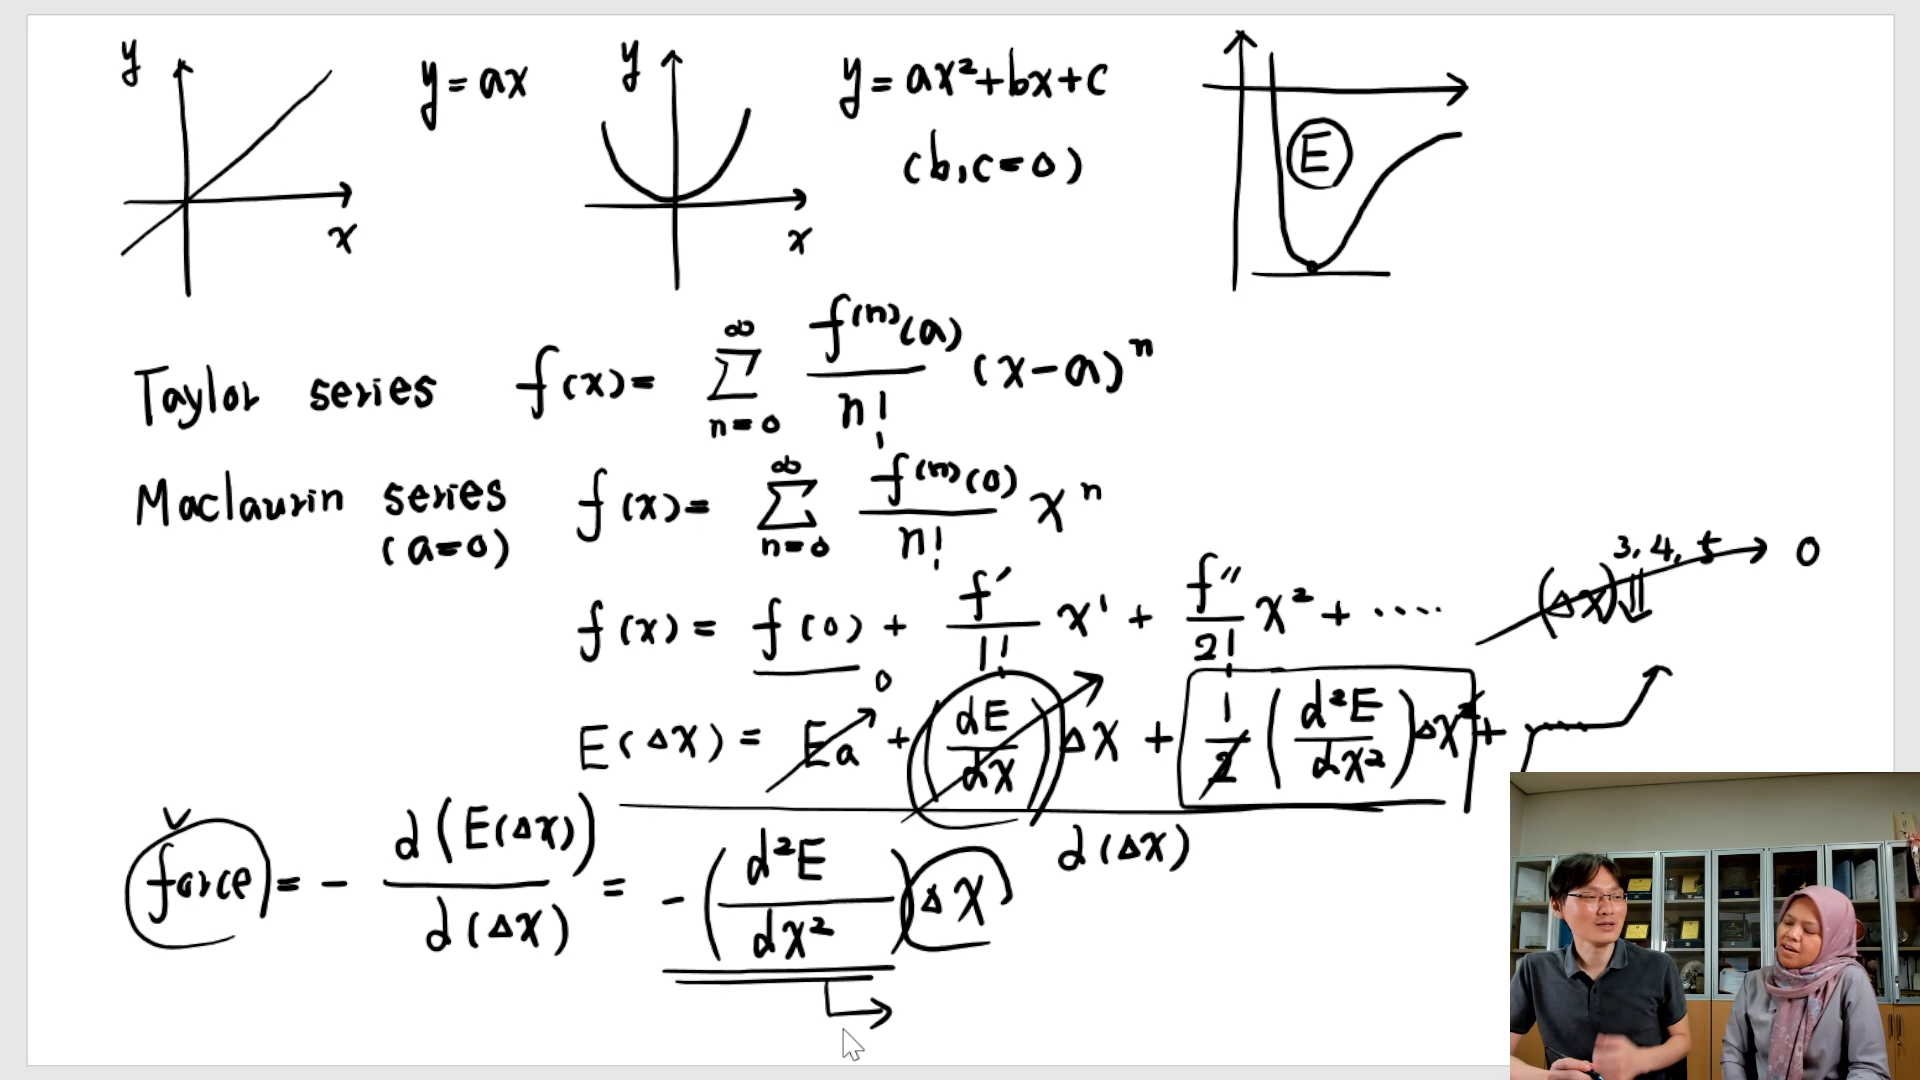 y y = ax y y = ax² + bx + c
(b, c = 0) E
x x
Taylor series f(x) = ∞ Σ n=0 f⁽ⁿ⁾(a) / n! (x-a)ⁿ
Maclaurin series f(x) = ∞ Σ n=0 f⁽ⁿ⁾(0) / n! xⁿ
(a=0)
f(x) = f(0) + f′ / 1! x¹ + f″ / 2! x² + ···· (Δx)³,⁴,⁵ → 0
E(Δx) = Ea → 0 + (dE / dx) Δx + 1/2 (d²E / dx²) Δx² +
d(Δx)
force = - d(E(Δx)) / d(Δx) = - (d²E / dx²) Δx